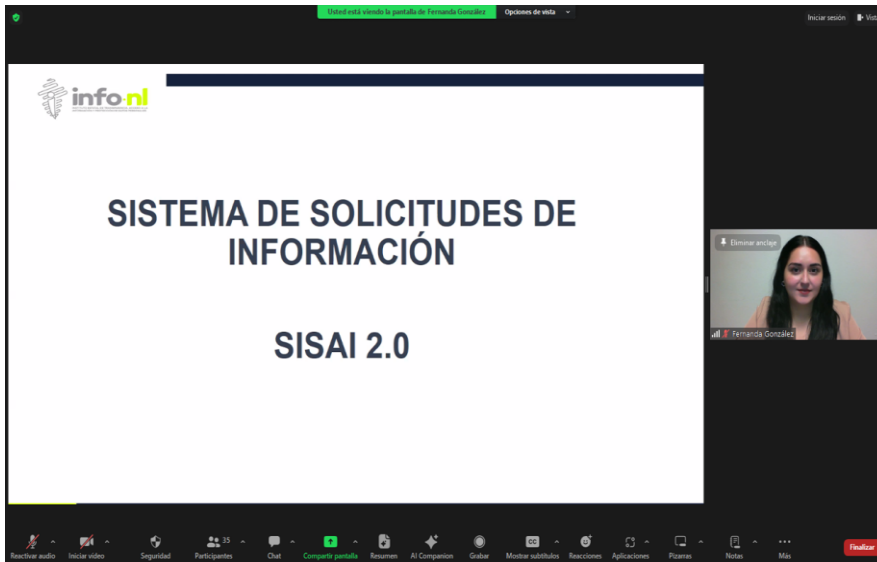 Usted está viendo la pantalla de Fernanda González
Opciones de vista
Iniciar sesión
info nl
SISTEMA DE SOLICITUDES DE
INFORMACIÓN
SISAI 2.0
Eliminar anclaje
Fernanda González
Reactivar audio
Iniciar video
Seguridad
35
Participantes
Chat
Compartir pantalla
Resumen
AI Companion
Grabar
CC
Mostrar subtítulos
Reacciones
Aplicaciones
Pizarras
Notas
Más
Finalizar